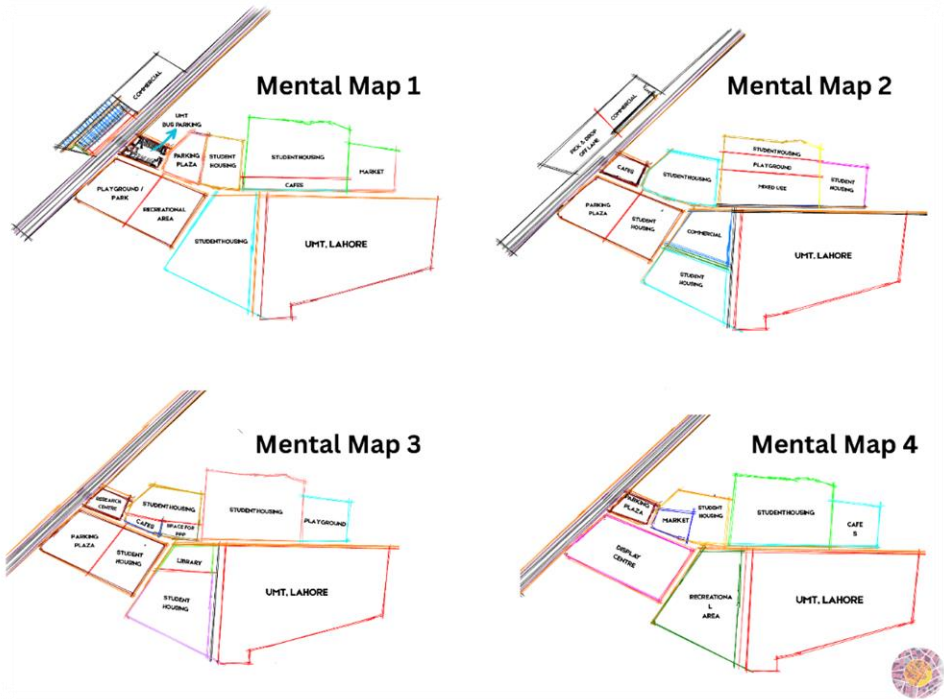 Mental Map 1
COMMERCIAL
UMT
BUS PARKING
PARKING
PLAZA
STUDENT
HOUSING
STUDENTHOUSING
CAFES
MARKET
PLAYGROUND /
PARK
RECREATIONAL
AREA
STUDENTHOUSING
UMT, LAHORE
Mental Map 2
COMMERCIAL
PICK & DROP
OFF LANE
CAFES
STUDENTHOUSING
STUDENTHOUSING
PLAYGROUND
MIXED USE
STUDENT
HOUSING
PARKING
PLAZA
STUDENT
HOUSING
COMMERCIAL
STUDENT
HOUSING
UMT, LAHORE
Mental Map 3
RESEARCH
CENTRE
STUDENTHOUSING
CAFES
SPACE FOR
STUDENTHOUSING
PLAYGROUND
PARKING
PLAZA
STUDENT
HOUSING
LIBRARY
STUDENT
HOUSING
UMT, LAHORE
Mental Map 4
PARKING
PLAZA
MARKET
STUDENT
HOUSING
STUDENTHOUSING
CAFE
S
DISPLAY
CENTRE
RECREATIONA
L
AREA
UMT, LAHORE